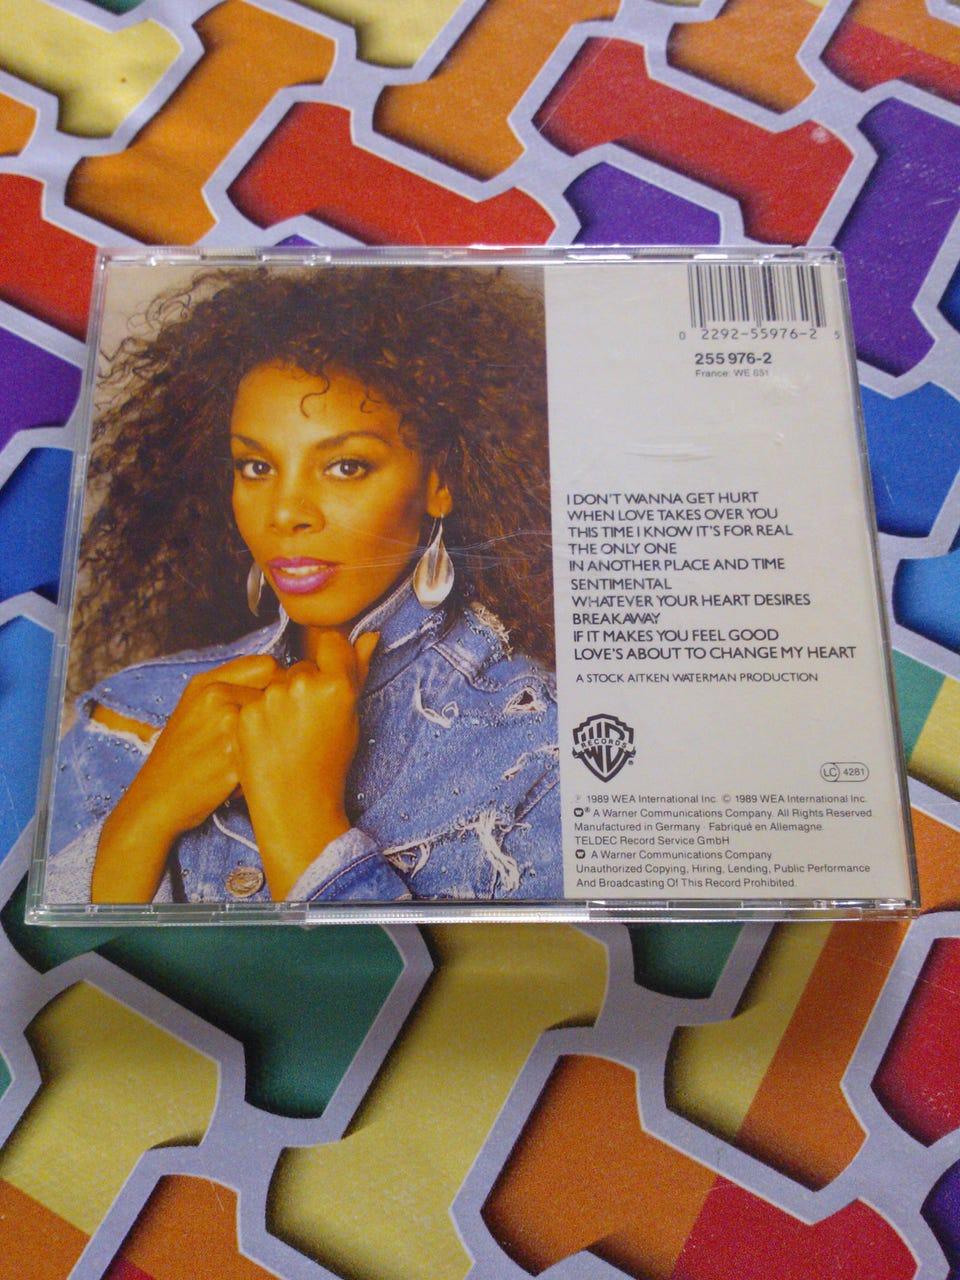 0 2292-55976-2 5
255 976-2
France: WE 851
I DON'T WANNA GET HURT
WHEN LOVE TAKES OVER YOU
THIS TIME I KNOW IT'S FOR REAL
THE ONLY ONE
IN ANOTHER PLACE AND TIME
SENTIMENTAL
WHATEVER YOUR HEART DESIRES
BREAKAWAY
IF IT MAKES YOU FEEL GOOD
LOVE'S ABOUT TO CHANGE MY HEART
A STOCK AITKEN WATERMAN PRODUCTION
RECORDS
LC 4281
℗ 1989 WEA International Inc. © 1989 WEA International Inc.
® A Warner Communications Company. All Rights Reserved.
Manufactured in Germany · Fabriqué en Allemagne.
TELDEC Record Service GmbH
A Warner Communications Company
Unauthorized Copying, Hiring, Lending, Public Performance
And Broadcasting Of This Record Prohibited.